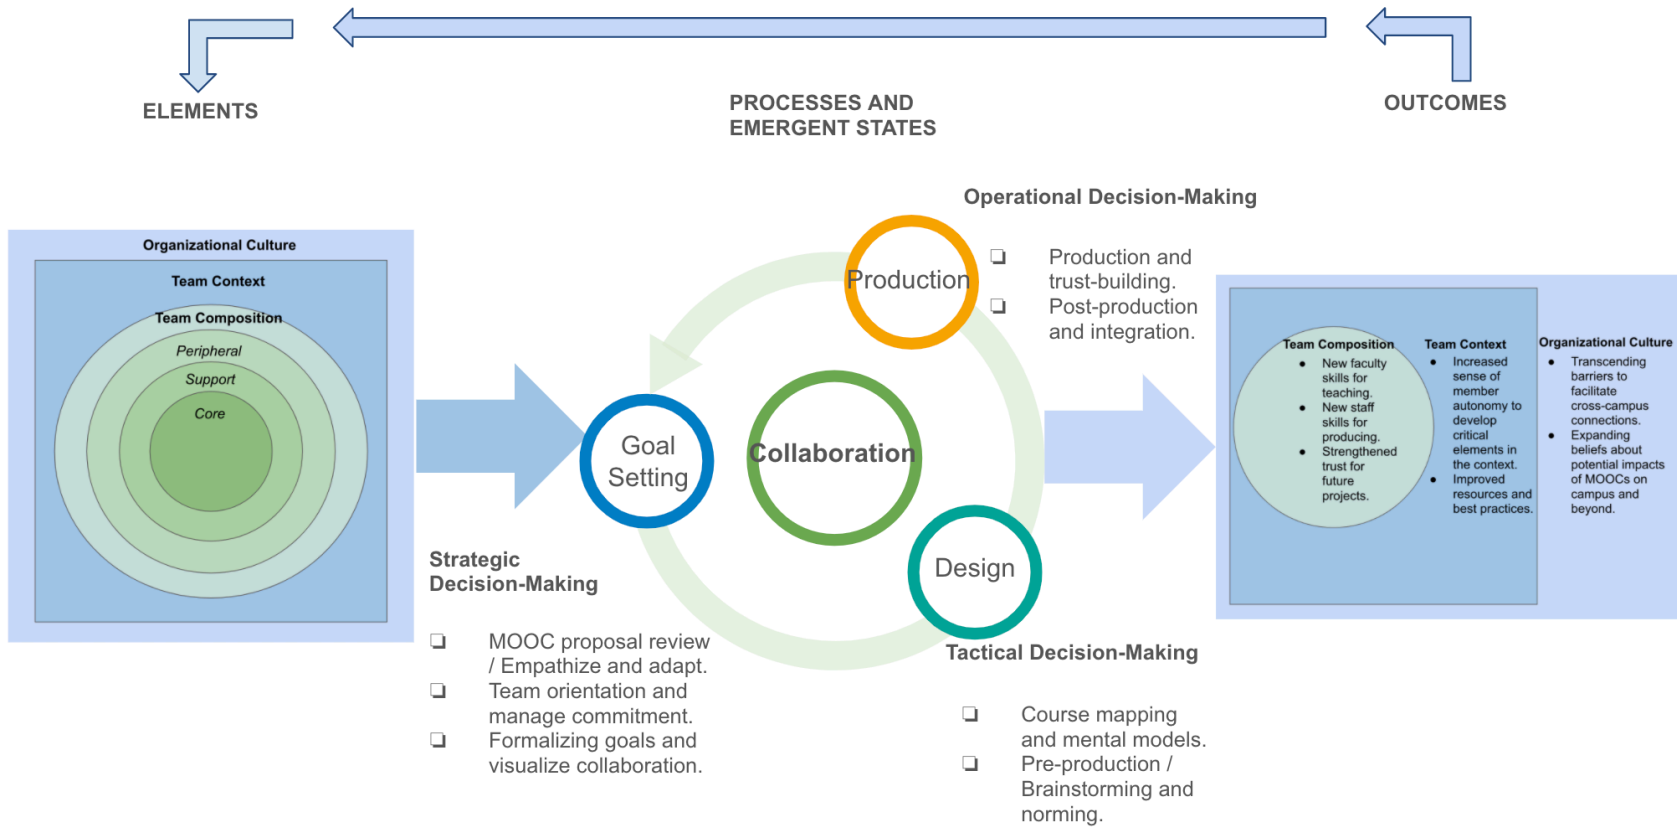 ELEMENTS
PROCESSES AND
EMERGENT STATES
OUTCOMES
Organizational Culture
Team Context
Team Composition
Peripheral
Support
Core
Goal
Setting
Strategic
Decision-Making
MOOC proposal review
/ Empathize and adapt.
Team orientation and
manage commitment.
Formalizing goals and
visualize collaboration.
Collaboration
Production
Operational Decision-Making
Production and
trust-building.
Post-production
and integration.
Design
Tactical Decision-Making
Course mapping
and mental models.
Pre-production /
Brainstorming and
norming.
Team Composition
New faculty
skills for
teaching.
New staff
skills for
producing.
Strengthened
trust for
future
projects.
Team Context
Increased
sense of
member
autonomy to
develop
critical
elements in
the context.
Improved
resources and
best practices.
Organizational Culture
Transcending
barriers to
facilitate
cross-campus
connections.
Expanding
beliefs about
potential impacts
of MOOCs on
campus and
beyond.